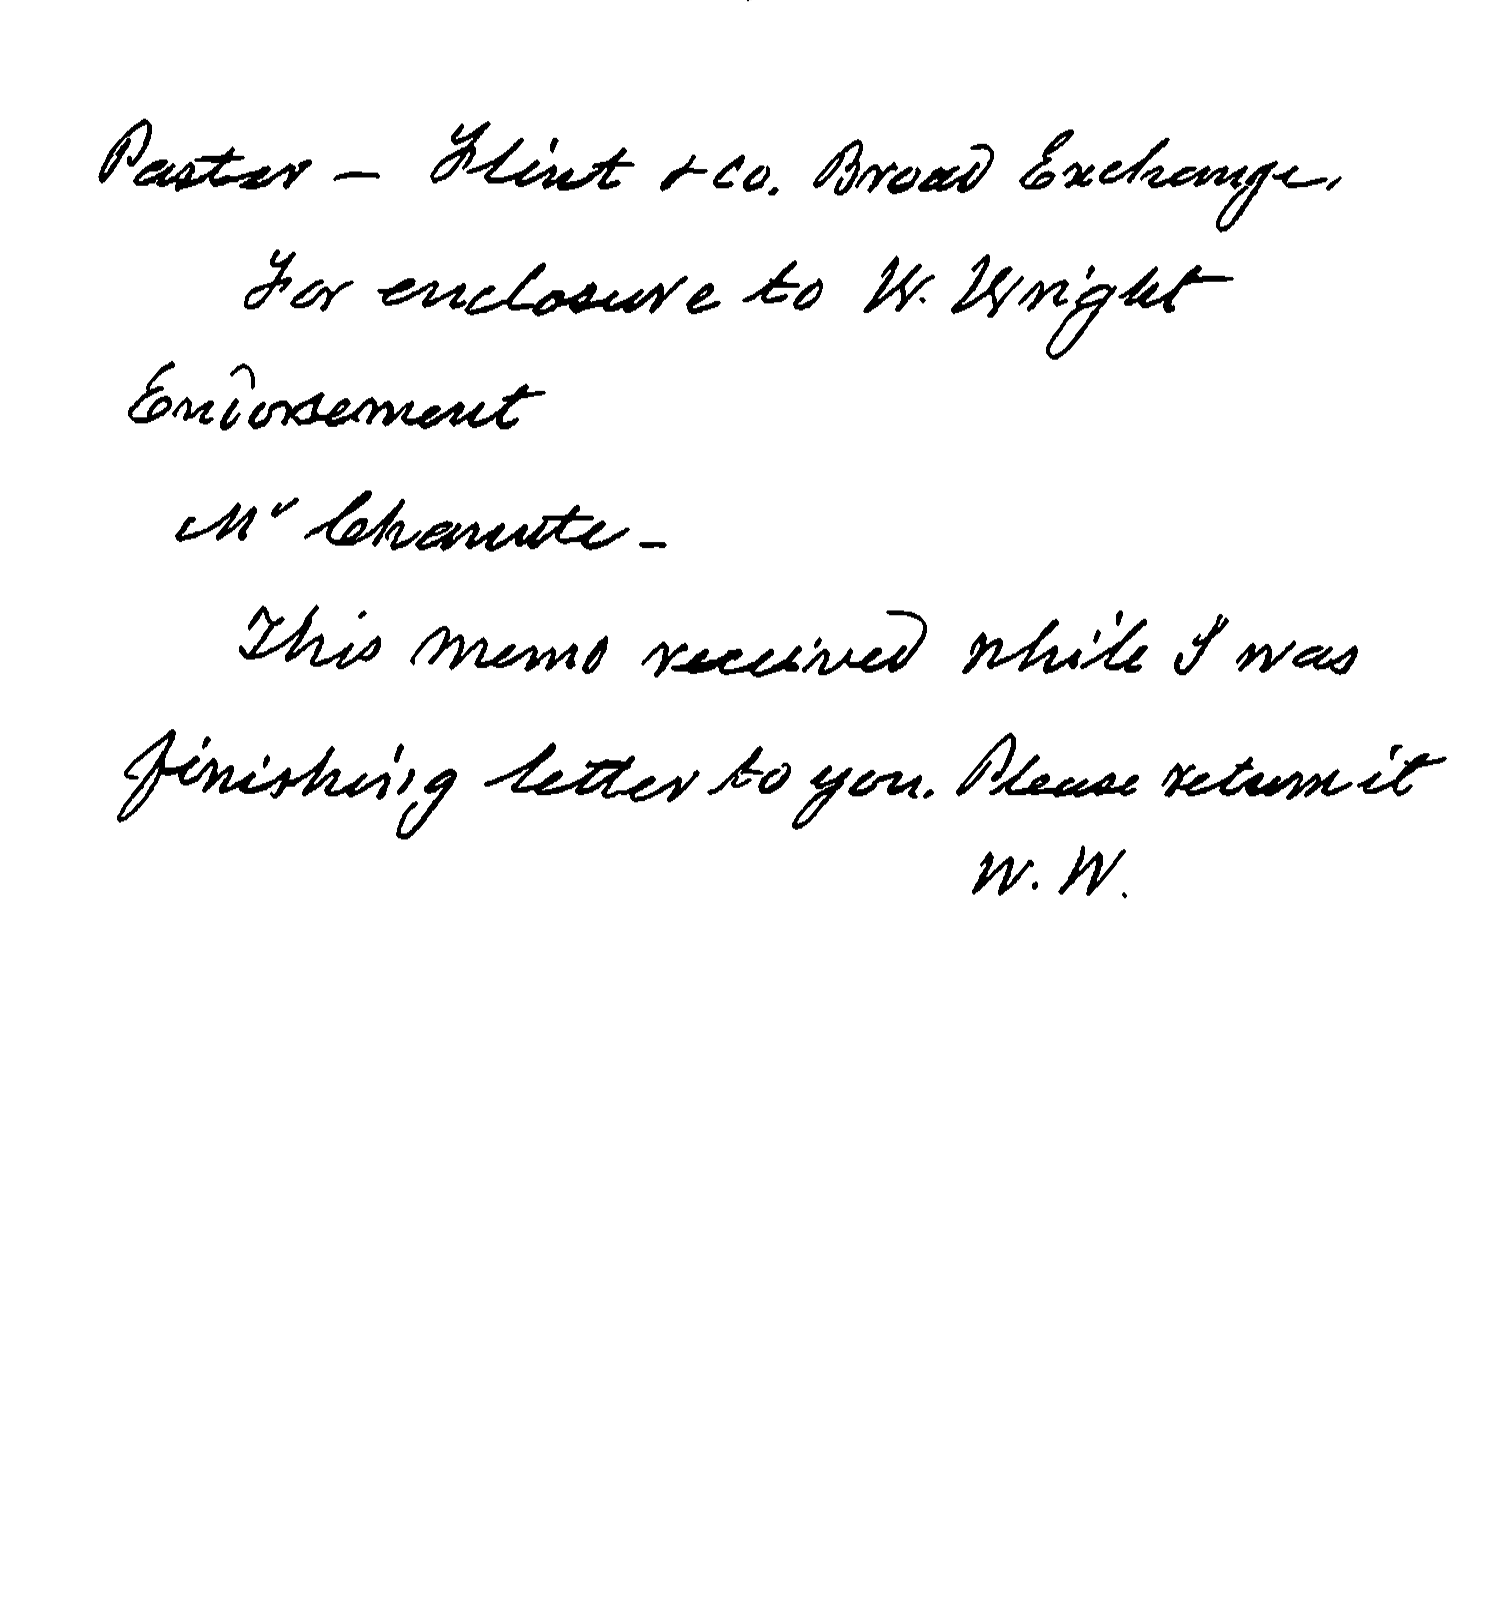 Pastor – Flint & Co. Broad Exchange.
For enclosure to W. Wright
Endorsement
Mr Chanute –
This memo received while I was
finishing letter to you. Please return it
W. W.